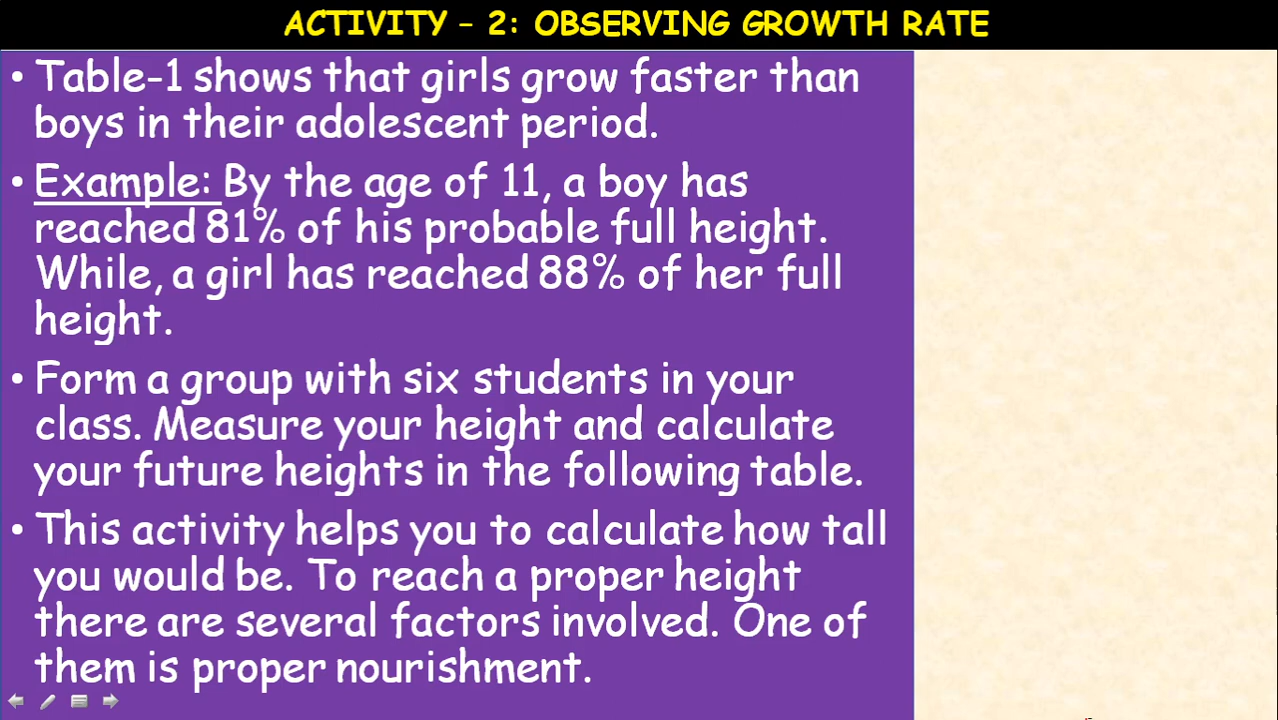 ACTIVITY – 2: OBSERVING GROWTH RATE
• Table-1 shows that girls grow faster than
boys in their adolescent period.
• Example: By the age of 11, a boy has
reached 81% of his probable full height.
While, a girl has reached 88% of her full
height.
• Form a group with six students in your
class. Measure your height and calculate
your future heights in the following table.
• This activity helps you to calculate how tall
you would be. To reach a proper height
there are several factors involved. One of
them is proper nourishment.